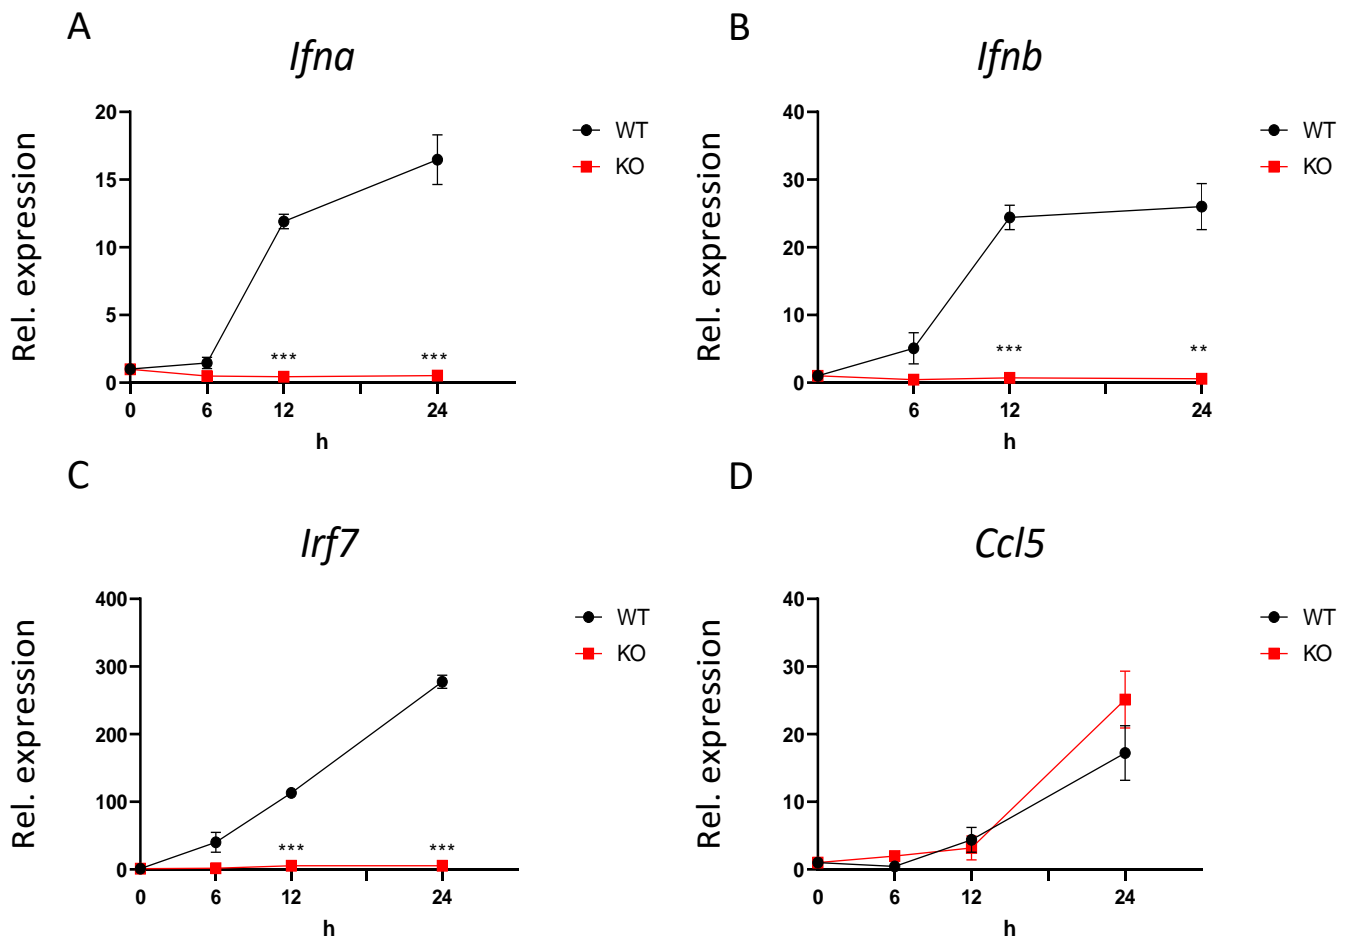 A
Ifna
Rel. expression
20
15
10
5
0
0 6 12 24
h
*** ***
WT
KO
B
Ifnb
Rel. expression
40
30
20
10
0
6 12 24
h
*** **
WT
KO
C
Irf7
Rel. expression
400
300
200
100
0
0 6 12 24
h
*** ***
WT
KO
D
Ccl5
Rel. expression
40
30
20
10
0
0 6 12 24
h
WT
KO